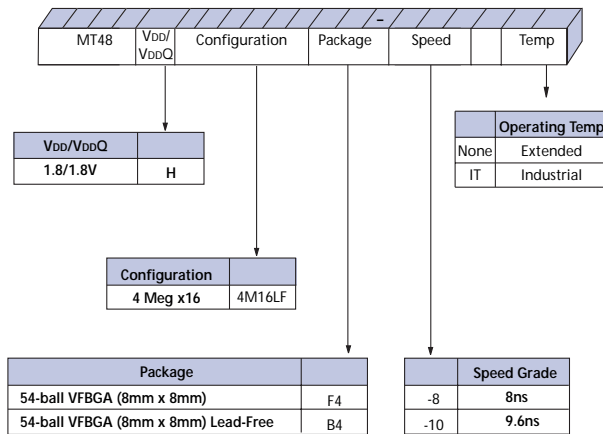 -
MT48 VDD/VDDQ Configuration Package Speed Temp
Operating Temp
None Extended
IT Industrial
VDD/VDDQ
1.8/1.8V H
Configuration
4 Meg x16 4M16LF
Package
54-ball VFBGA (8mm x 8mm) F4
54-ball VFBGA (8mm x 8mm) Lead-Free B4
Speed Grade
-8 8ns
-10 9.6ns